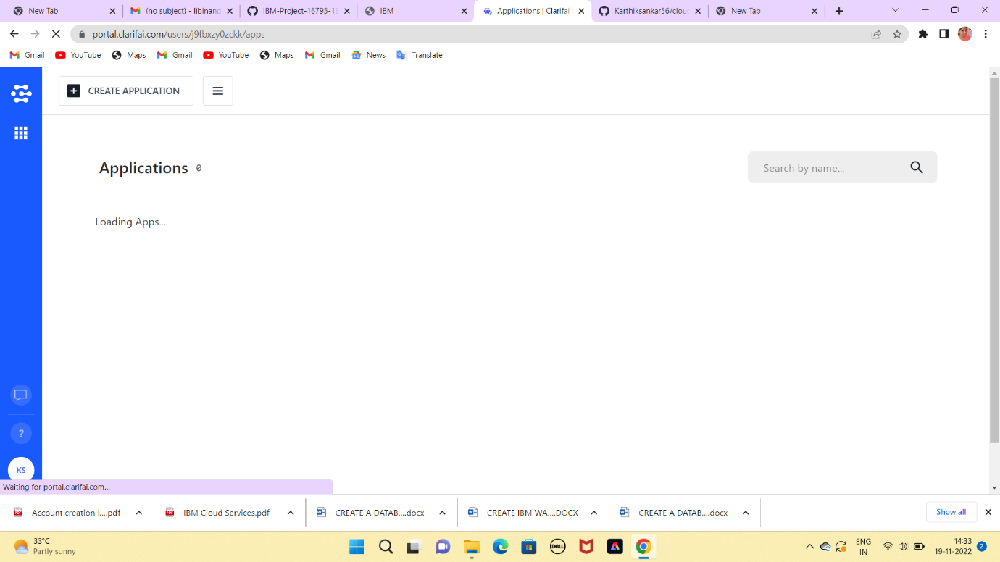 New Tab
(no subject) - libinand
IBM-Project-16795-16
IBM
Applications | Clarifai
Karthiksankar56/clou
New Tab
portal.clarifai.com/users/j9fbxzy0zckk/apps
Gmail
YouTube
Maps
Gmail
YouTube
Maps
Gmail
News
Translate
CREATE APPLICATION
Applications 0
Search by name...
Loading Apps...
?
KS
Waiting for portal.clarifai.com...
Account creation i....pdf
IBM Cloud Services.pdf
CREATE A DATAB....docx
CREATE IBM WA....DOCX
CREATE A DATAB....docx
Show all
33°C
Partly sunny
DELL
ENG
IN
14:33
19-11-2022
2